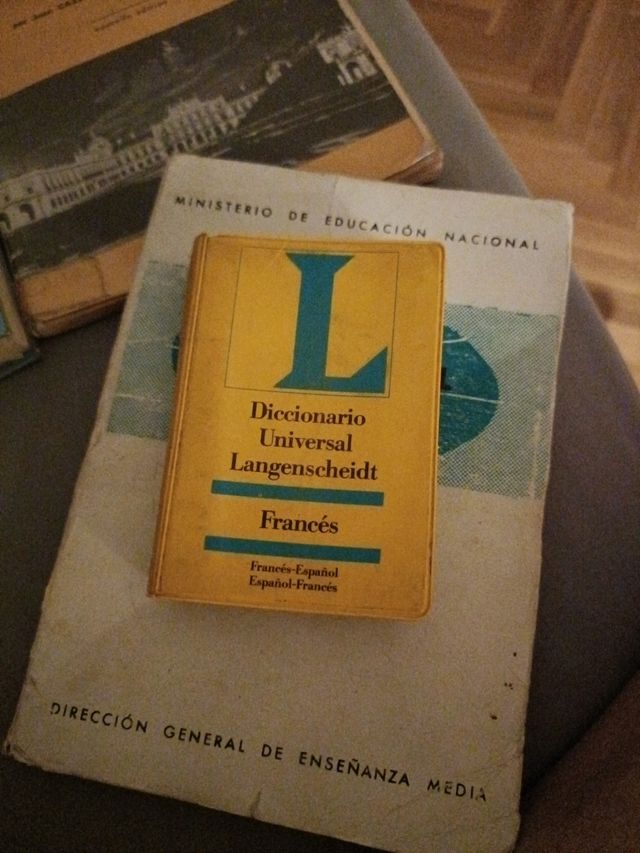 MINISTERIO DE EDUCACIÓN NACIONAL
L
Diccionario
Universal
Langenscheidt
Francés
Francés-Español
Español-Francés
DIRECCIÓN GENERAL DE ENSEÑANZA MEDIA